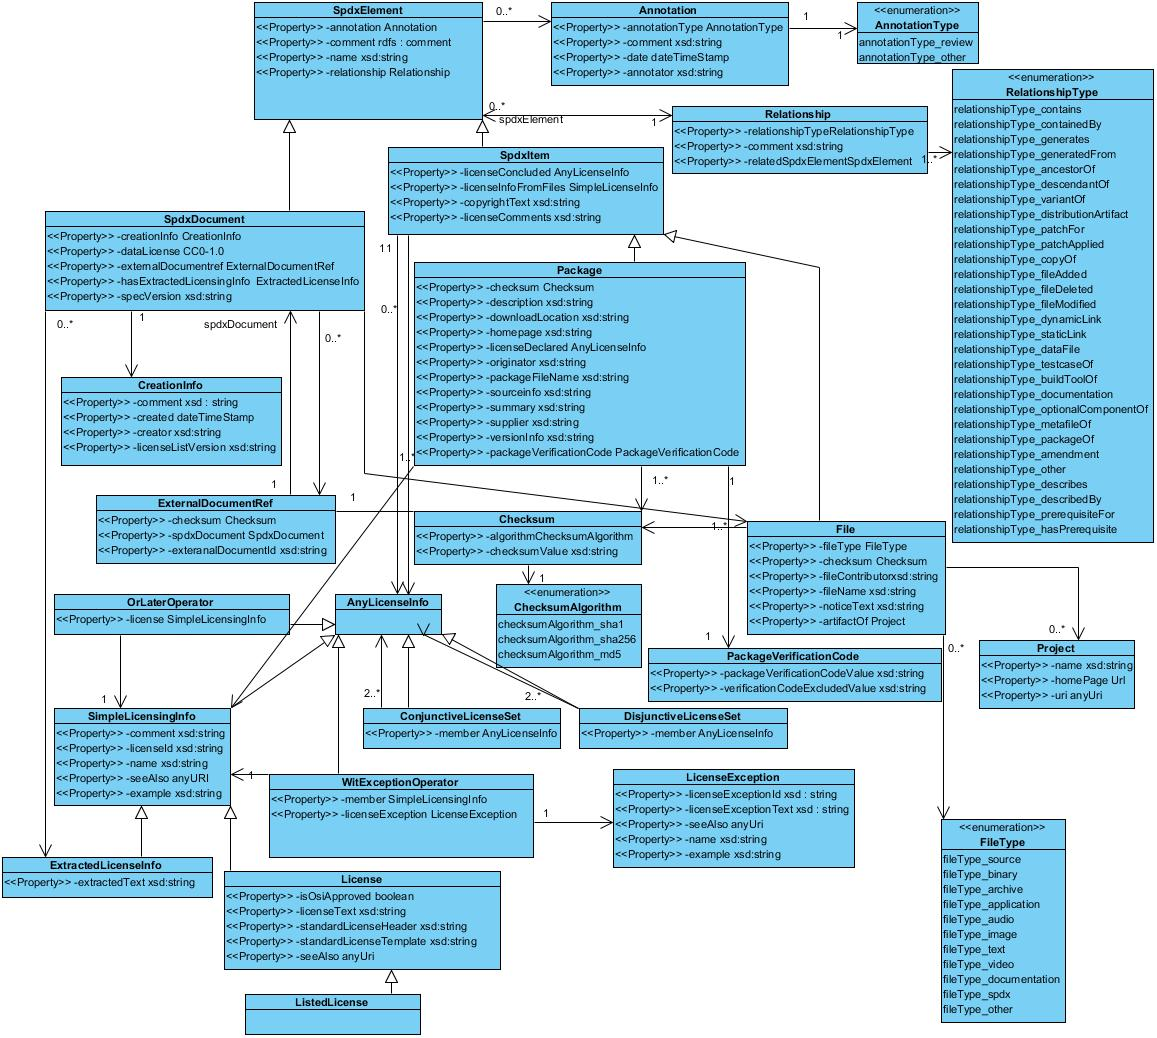 SpdxElement
<<Property>> -annotation Annotation
<<Property>> -comment rdfs : comment
<<Property>> -name xsd:string
<<Property>> -relationship Relationship
0..*
Annotation
<<Property>> -annotationType AnnotationType
<<Property>> -comment xsd:string
<<Property>> -date dateTimeStamp
<<Property>> -annotator xsd:string
1
1
<<enumeration>>
AnnotationType
annotationType_review
annotationType_other
0..*
spdxElement
1
Relationship
<<Property>> -relationshipTypeRelationshipType
<<Property>> -comment xsd:string
<<Property>> -relatedSpdxElementSpdxElement
1..*
<<enumeration>>
RelationshipType
relationshipType_contains
relationshipType_containedBy
relationshipType_generates
relationshipType_generatedFrom
relationshipType_ancestorOf
relationshipType_descendantOf
relationshipType_variantOf
relationshipType_distributionArtifact
relationshipType_patchFor
relationshipType_patchApplied
relationshipType_copyOf
relationshipType_fileAdded
relationshipType_fileDeleted
relationshipType_fileModified
relationshipType_dynamicLink
relationshipType_staticLink
relationshipType_dataFile
relationshipType_testcaseOf
relationshipType_buildToolOf
relationshipType_documentation
relationshipType_optionalComponentOf
relationshipType_metafileOf
relationshipType_packageOf
relationshipType_amendment
relationshipType_other
relationshipType_describes
relationshipType_describedBy
relationshipType_prerequisiteFor
relationshipType_hasPrerequisite
SpdxItem
<<Property>> -licenseConcluded AnyLicenseInfo
<<Property>> -licenseInfoFromFiles SimpleLicenseInfo
<<Property>> -copyrightText xsd:string
<<Property>> -licenseComments xsd:string
SpdxDocument
<<Property>> -creationInfo CreationInfo
<<Property>> -dataLicense CC0-1.0
<<Property>> -externalDocumentref ExternalDocumentRef
<<Property>> -hasExtractedLicensingInfo ExtractedLicenseInfo
<<Property>> -specVersion xsd:string
11
0..*
Package
<<Property>> -checksum Checksum
<<Property>> -description xsd:string
<<Property>> -downloadLocation xsd:string
<<Property>> -homepage xsd:string
<<Property>> -licenseDeclared AnyLicenseInfo
<<Property>> -originator xsd:string
<<Property>> -packageFileName xsd:string
<<Property>> -sourceinfo xsd:string
<<Property>> -summary xsd:string
<<Property>> -supplier xsd:string
<<Property>> -versionInfo xsd:string
<<Property>> -packageVerificationCode PackageVerificationCode
0..*
1
spdxDocument
0..*
CreationInfo
<<Property>> -comment xsd : string
<<Property>> -created dateTimeStamp
<<Property>> -creator xsd:string
<<Property>> -licenseListVersion xsd:string
1..*
1..*
1
1
1
ExternalDocumentRef
<<Property>> -checksum Checksum
<<Property>> -spdxDocument SpdxDocument
<<Property>> -exteranalDocumentId xsd:string
Checksum
<<Property>> -algorithmChecksumAlgorithm
<<Property>> -checksumValue xsd:string
1..*
File
<<Property>> -fileType FileType
<<Property>> -checksum Checksum
<<Property>> -fileContributorxsd:string
<<Property>> -fileName xsd:string
<<Property>> -noticeText xsd:string
<<Property>> -artifactOf Project
1
<<enumeration>>
ChecksumAlgorithm
checksumAlgorithm_sha1
checksumAlgorithm_sha256
checksumAlgorithm_md5
OrLaterOperator
<<Property>> -license SimpleLicensingInfo
AnyLicenseInfo
1
PackageVerificationCode
<<Property>> -packageVerificationCodeValue xsd:string
<<Property>> -verificationCodeExcludedValue xsd:string
0..*
0..*
Project
<<Property>> -name xsd:string
<<Property>> -homePage Url
<<Property>> -uri anyUri
1
2..*
2..*
SimpleLicensingInfo
<<Property>> -comment xsd:string
<<Property>> -licenseId xsd:string
<<Property>> -name xsd:string
<<Property>> -seeAlso anyURI
<<Property>> -example xsd:string
ConjunctiveLicenseSet
<<Property>> -member AnyLicenseInfo
DisjunctiveLicenseSet
<<Property>> -member AnyLicenseInfo
1
WitExceptionOperator
<<Property>> -member SimpleLicensingInfo
<<Property>> -licenseException LicenseException
1
LicenseException
<<Property>> -licenseExceptionId xsd : string
<<Property>> -licenseExceptionText xsd : string
<<Property>> -seeAlso anyUri
<<Property>> -name xsd:string
<<Property>> -example xsd:string
<<enumeration>>
FileType
fileType_source
fileType_binary
fileType_archive
fileType_application
fileType_audio
fileType_image
fileType_text
fileType_video
fileType_documentation
fileType_spdx
fileType_other
ExtractedLicenseInfo
<<Property>> -extractedText xsd:string
License
<<Property>> -isOsiApproved boolean
<<Property>> -licenseText xsd:string
<<Property>> -standardLicenseHeader xsd:string
<<Property>> -standardLicenseTemplate xsd:string
<<Property>> -seeAlso anyUri
ListedLicense